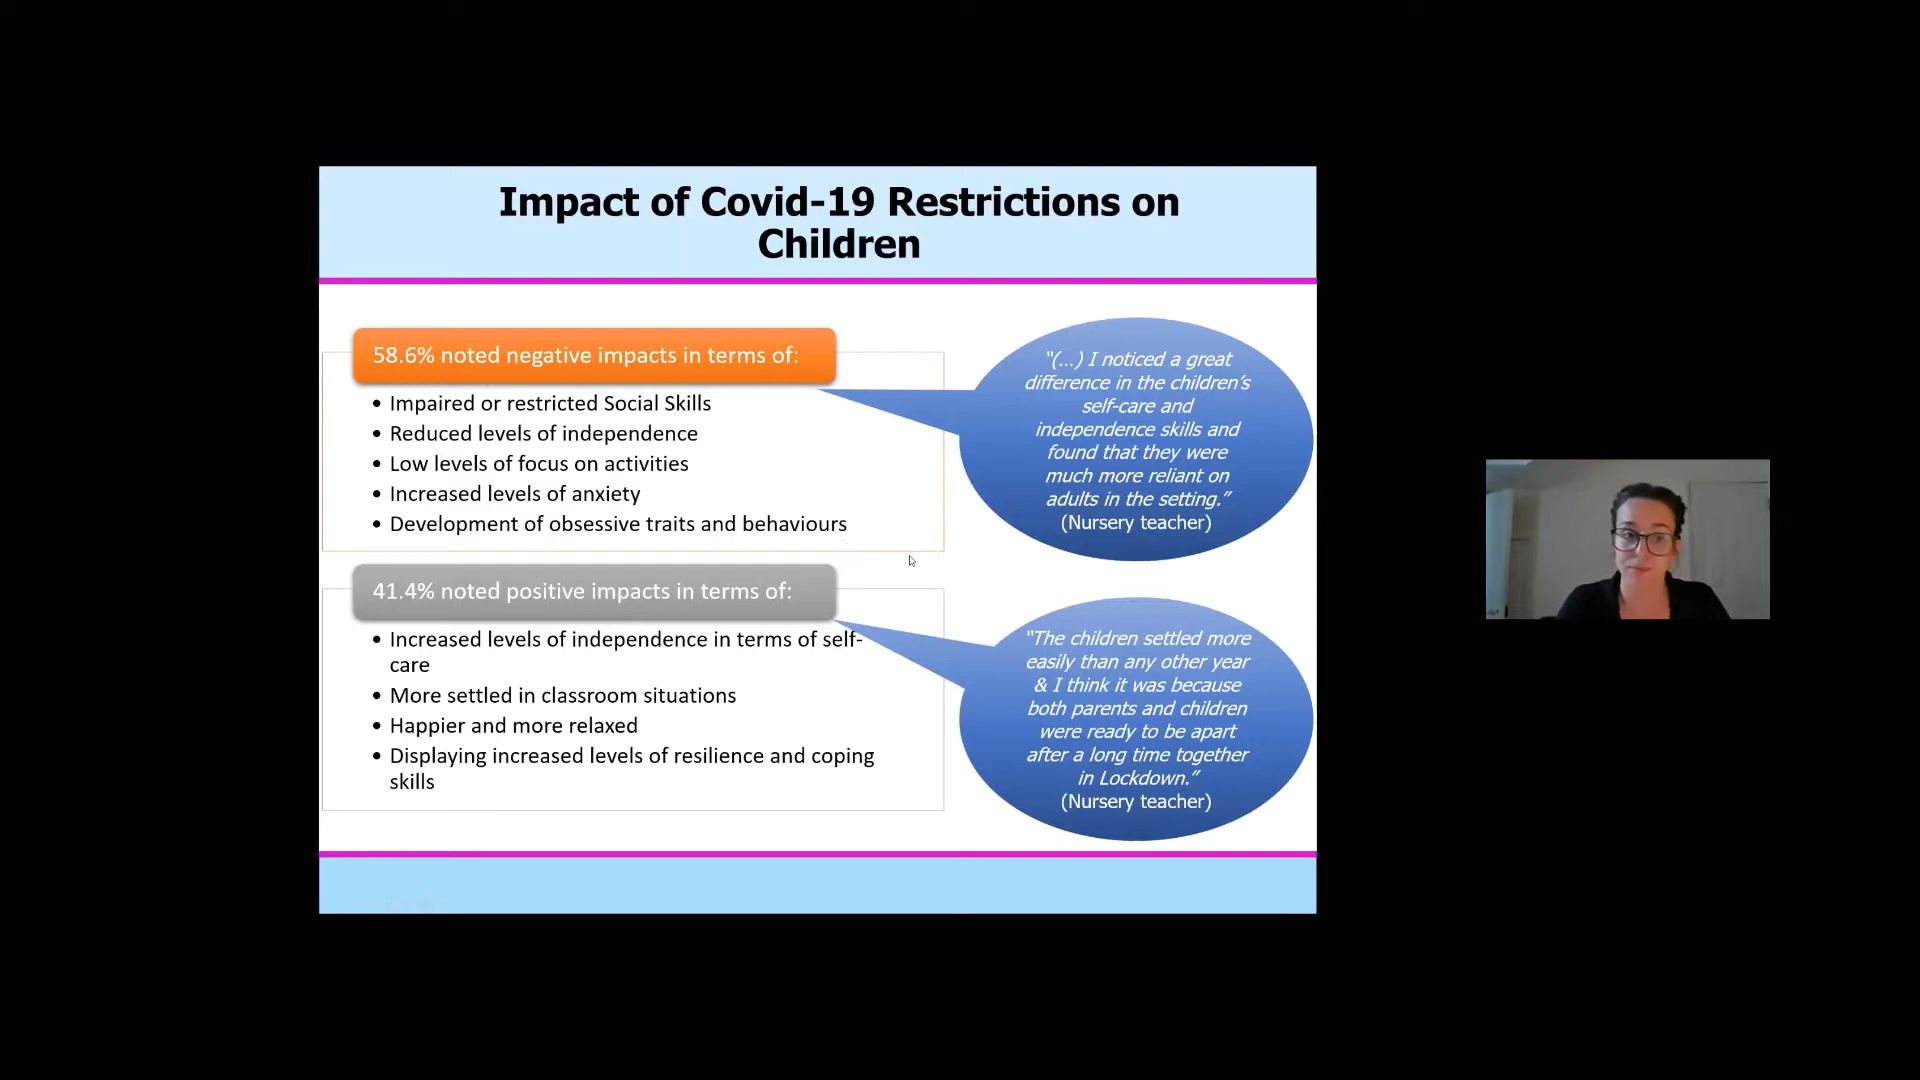 Impact of Covid-19 Restrictions on
Children
58.6% noted negative impacts in terms of:
• Impaired or restricted Social Skills
• Reduced levels of independence
• Low levels of focus on activities
• Increased levels of anxiety
• Development of obsessive traits and behaviours
"(...) I noticed a great
difference in the children's
self-care and
independence skills and
found that they were
much more reliant on
adults in the setting."
(Nursery teacher)
41.4% noted positive impacts in terms of:
• Increased levels of independence in terms of self-
care
• More settled in classroom situations
• Happier and more relaxed
• Displaying increased levels of resilience and coping
skills
"The children settled more
easily than any other year
& I think it was because
both parents and children
were ready to be apart
after a long time together
in Lockdown."
(Nursery teacher)